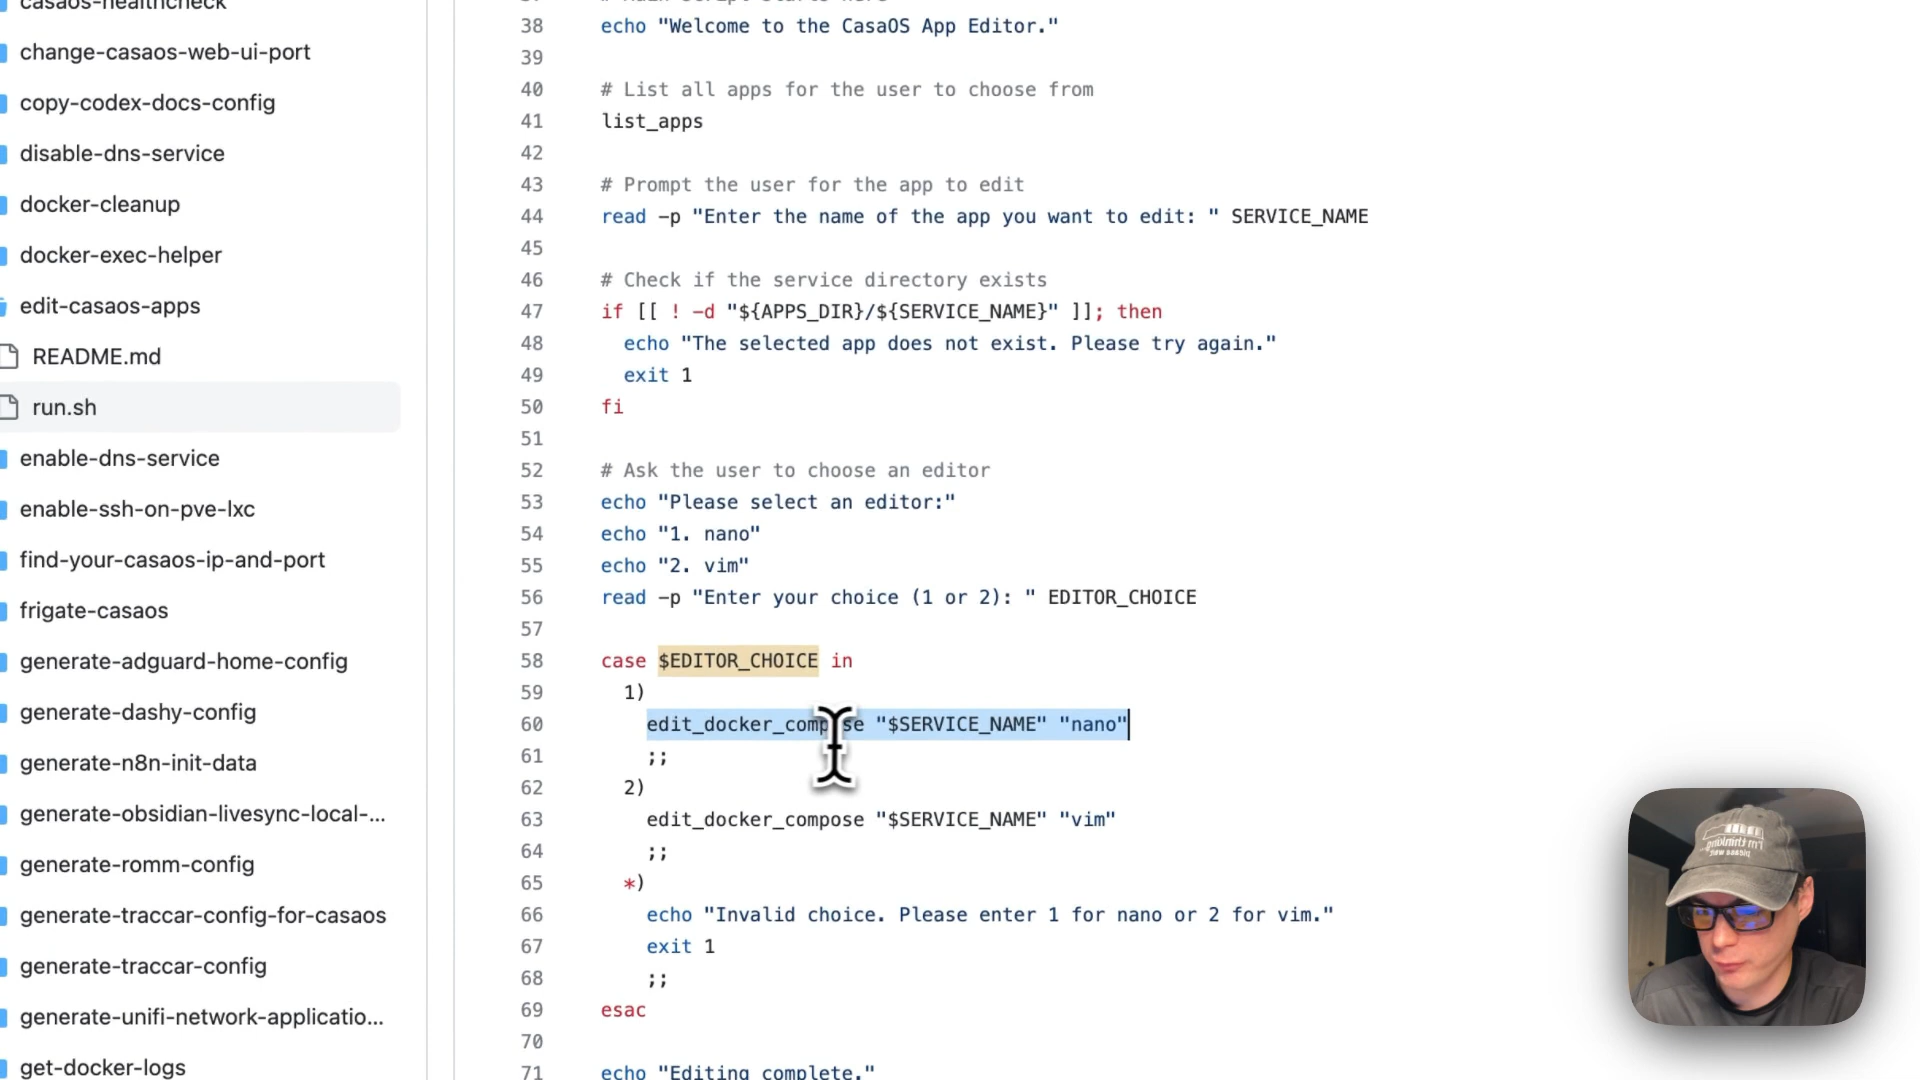 casaos-healthcheck
change-casaos-web-ui-port
copy-codex-docs-config
disable-dns-service
docker-cleanup
docker-exec-helper
edit-casaos-apps
README.md
run.sh
enable-dns-service
enable-ssh-on-pve-lxc
find-your-casaos-ip-and-port
frigate-casaos
generate-adguard-home-config
generate-dashy-config
generate-n8n-init-data
generate-obsidian-livesync-local-...
generate-romm-config
generate-traccar-config-for-casaos
generate-traccar-config
generate-unifi-network-applicatio...
get-docker-logs
37 # Main script starts here
38 echo "Welcome to the CasaOS App Editor."
39
40 # List all apps for the user to choose from
41 list_apps
42
43 # Prompt the user for the app to edit
44 read -p "Enter the name of the app you want to edit: " SERVICE_NAME
45
46 # Check if the service directory exists
47 if [[ ! -d "${APPS_DIR}/${SERVICE_NAME}" ]]; then
48 echo "The selected app does not exist. Please try again."
49 exit 1
50 fi
51
52 # Ask the user to choose an editor
53 echo "Please select an editor:"
54 echo "1. nano"
55 echo "2. vim"
56 read -p "Enter your choice (1 or 2): " EDITOR_CHOICE
57
58 case $EDITOR_CHOICE in
59 1)
60 edit_docker_compose "$SERVICE_NAME" "nano"
61 ;;
62 2)
63 edit_docker_compose "$SERVICE_NAME" "vim"
64 ;;
65 *)
66 echo "Invalid choice. Please enter 1 for nano or 2 for vim."
67 exit 1
68 ;;
69 esac
70
71 echo "Editing complete."